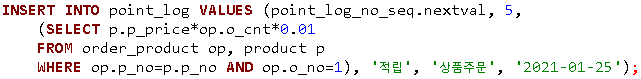 INSERT INTO point_log VALUES (point_log_no_seq.nextval, 5,
(SELECT p.p_price*op.o_cnt*0.01
FROM order_product op, product p
WHERE op.p_no=p.p_no AND op.o_no=1), '적립', '상품주문', '2021-01-25');